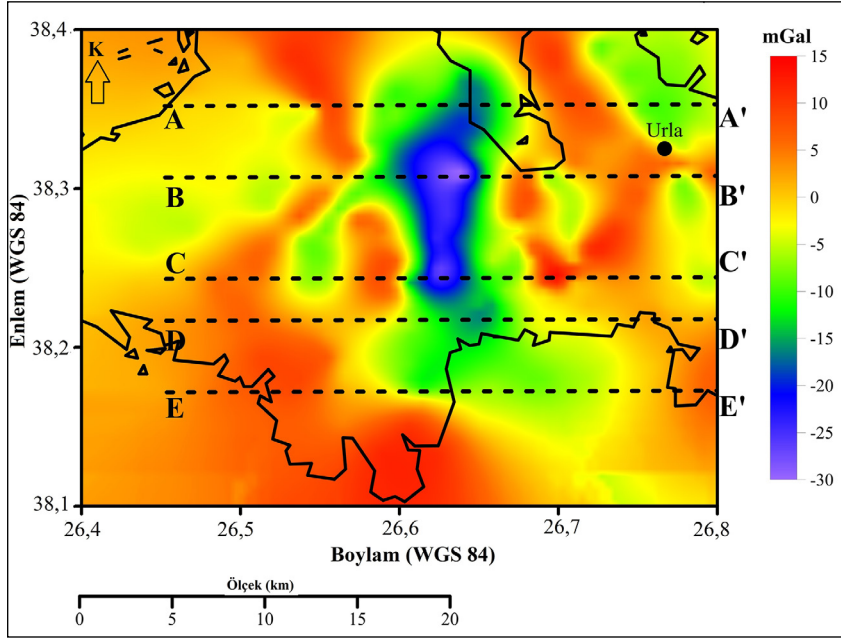 38,4
K
mGal
15
10
5
0
-5
-10
-15
-20
-25
-30
A
A'
Urla
38,3
B
B'
Enlem (WGS 84)
C
C'
38,2
D
D'
E
E'
38,1
26,4
26,5
26,6
26,7
26,8
Boylam (WGS 84)
Ölçek (km)
0
5
10
15
20